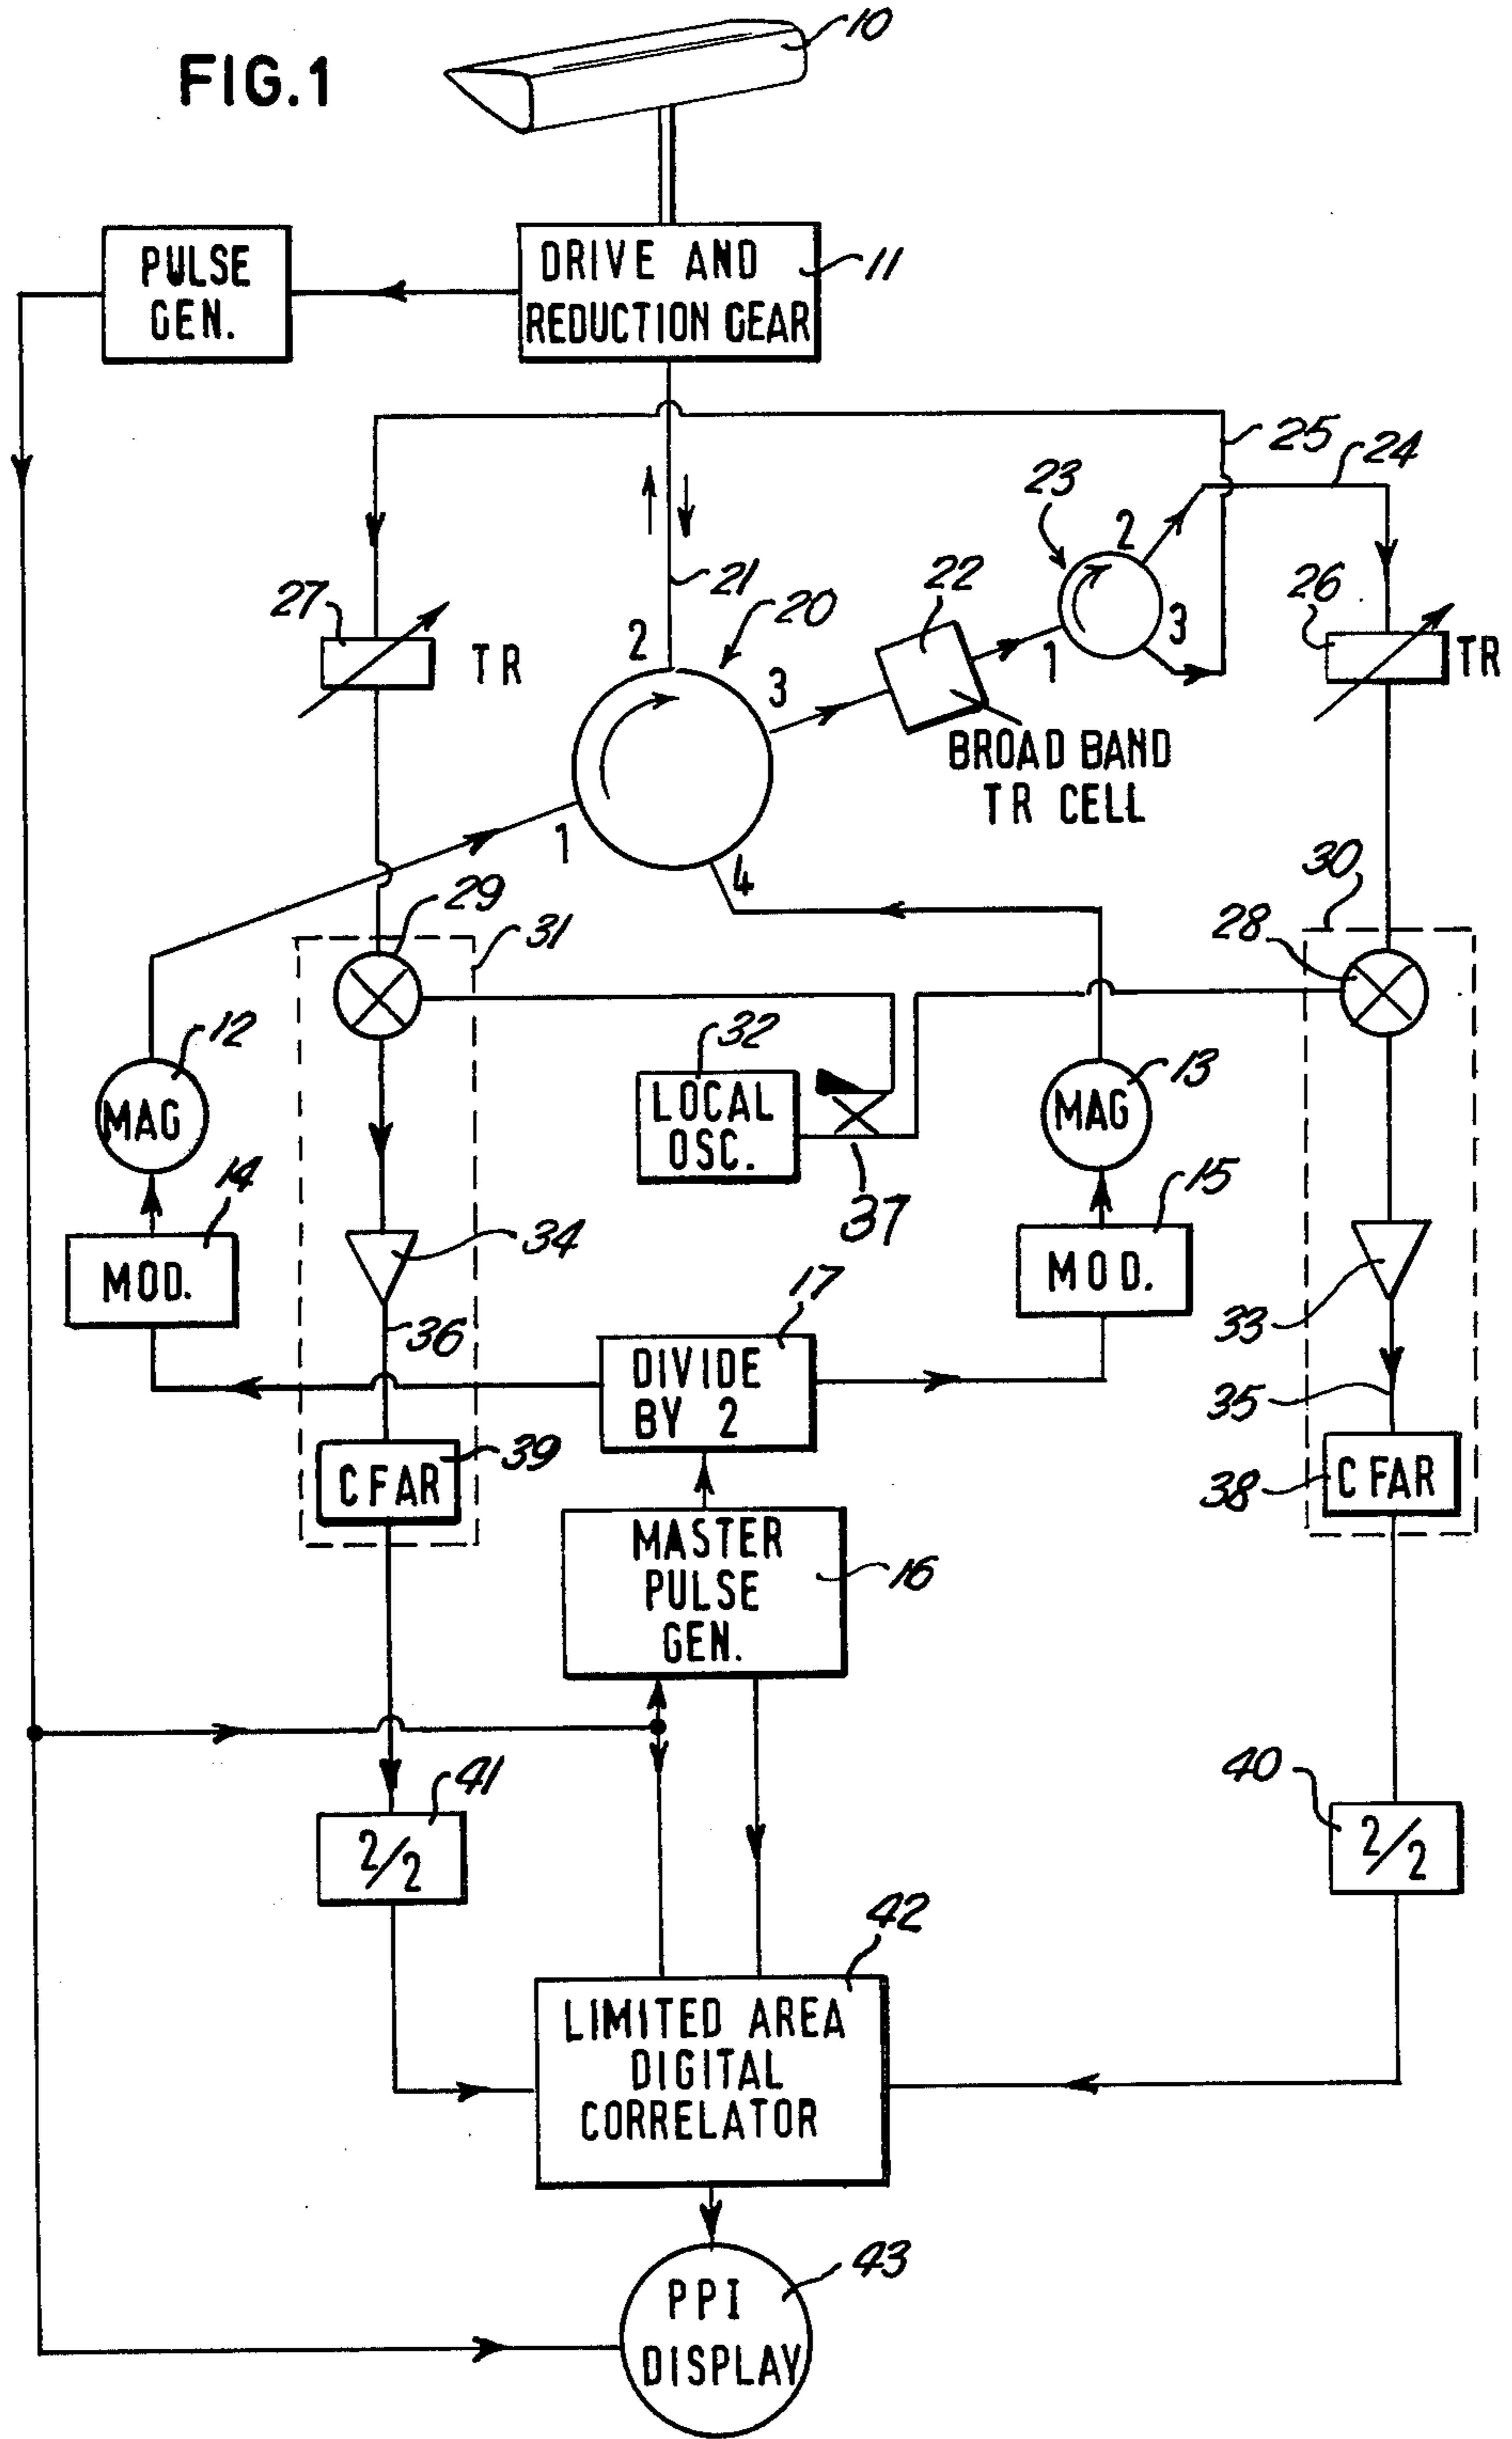 FIG.1
10
PULSE
GEN.
DRIVE AND
REDUCTION GEAR
11
25
24
23
2
3
1
22
21
20
27
TR
26
TR
2
3
1
4
BROAD BAND
TR CELL
30
29
31
28
12
MAG
32
LOCAL
OSC.
37
13
MAG
14
MOD.
15
MOD.
34
33
17
DIVIDE
BY 2
36
35
39
CFAR
38
CFAR
MASTER
PULSE
GEN.
16
41
2/2
40
2/2
42
LIMITED AREA
DIGITAL
CORRELATOR
43
PPI
DISPLAY